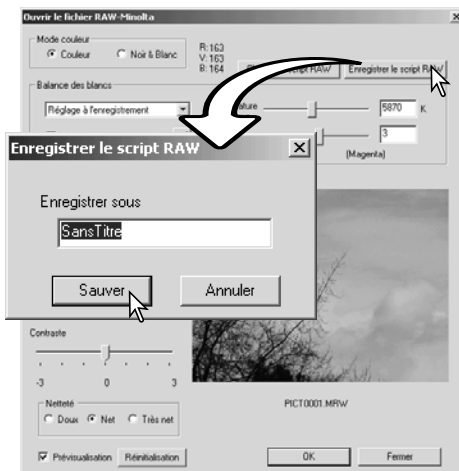 Ouvrir le fichier RAW-Minolta
Mode couleur
Couleur Noir & Blanc
R:163
V:163
B:164
script RAW Enregistrer le script RAW
Balance des blancs
Réglage à l'enregistrement
5870 K
3
(Magenta)
Enregistrer le script RAW
Enregistrer sous
SansTitre
Sauver Annuler
Contraste
-3 0 3
Netteté
Doux Net Très net
PICT0001.MRW
Prévisualisation Réinitialisation OK Fermer